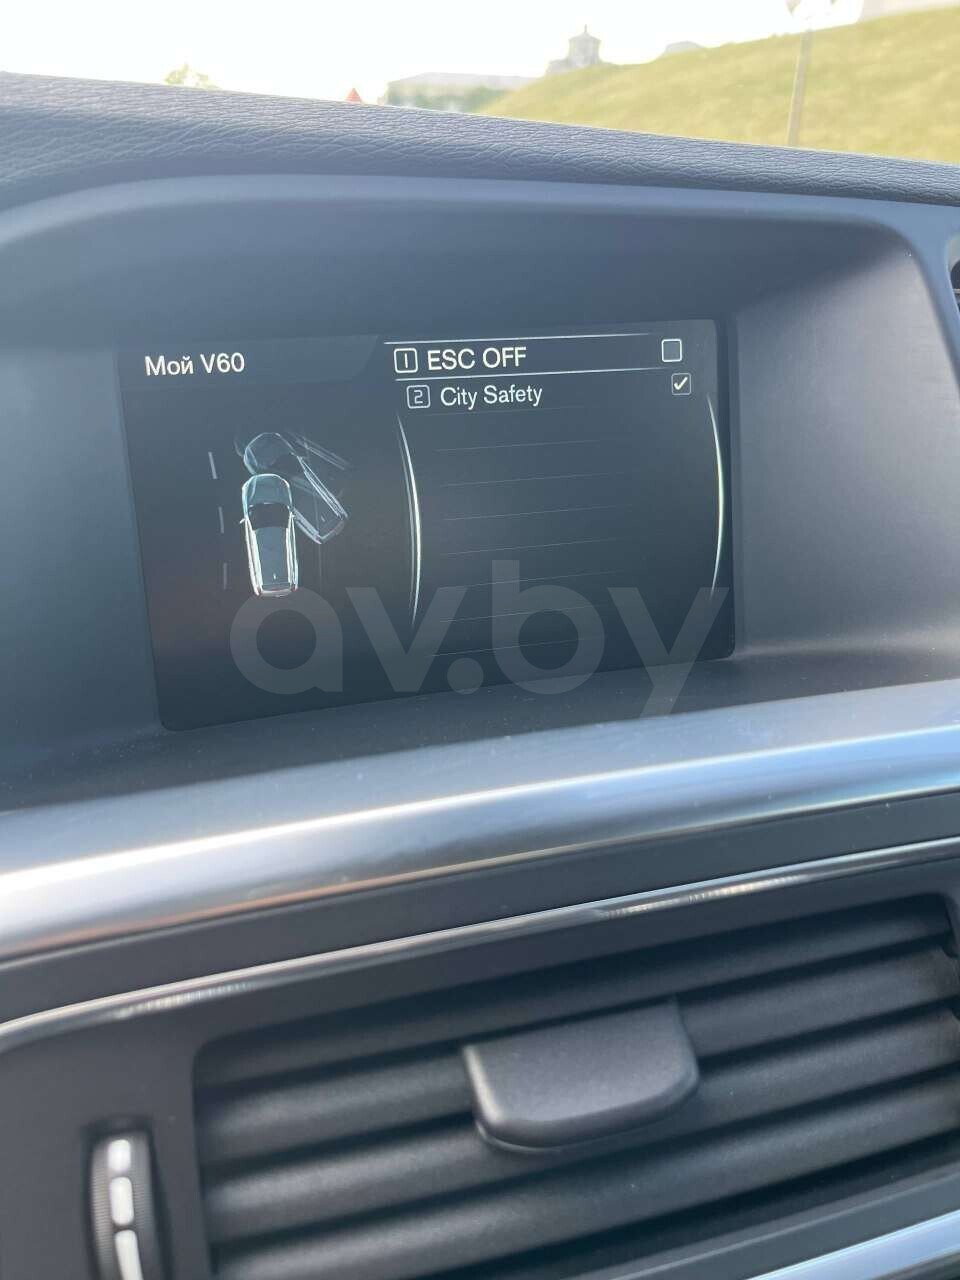 Мой V60
1 ESC OFF
2 City Safety
av.by